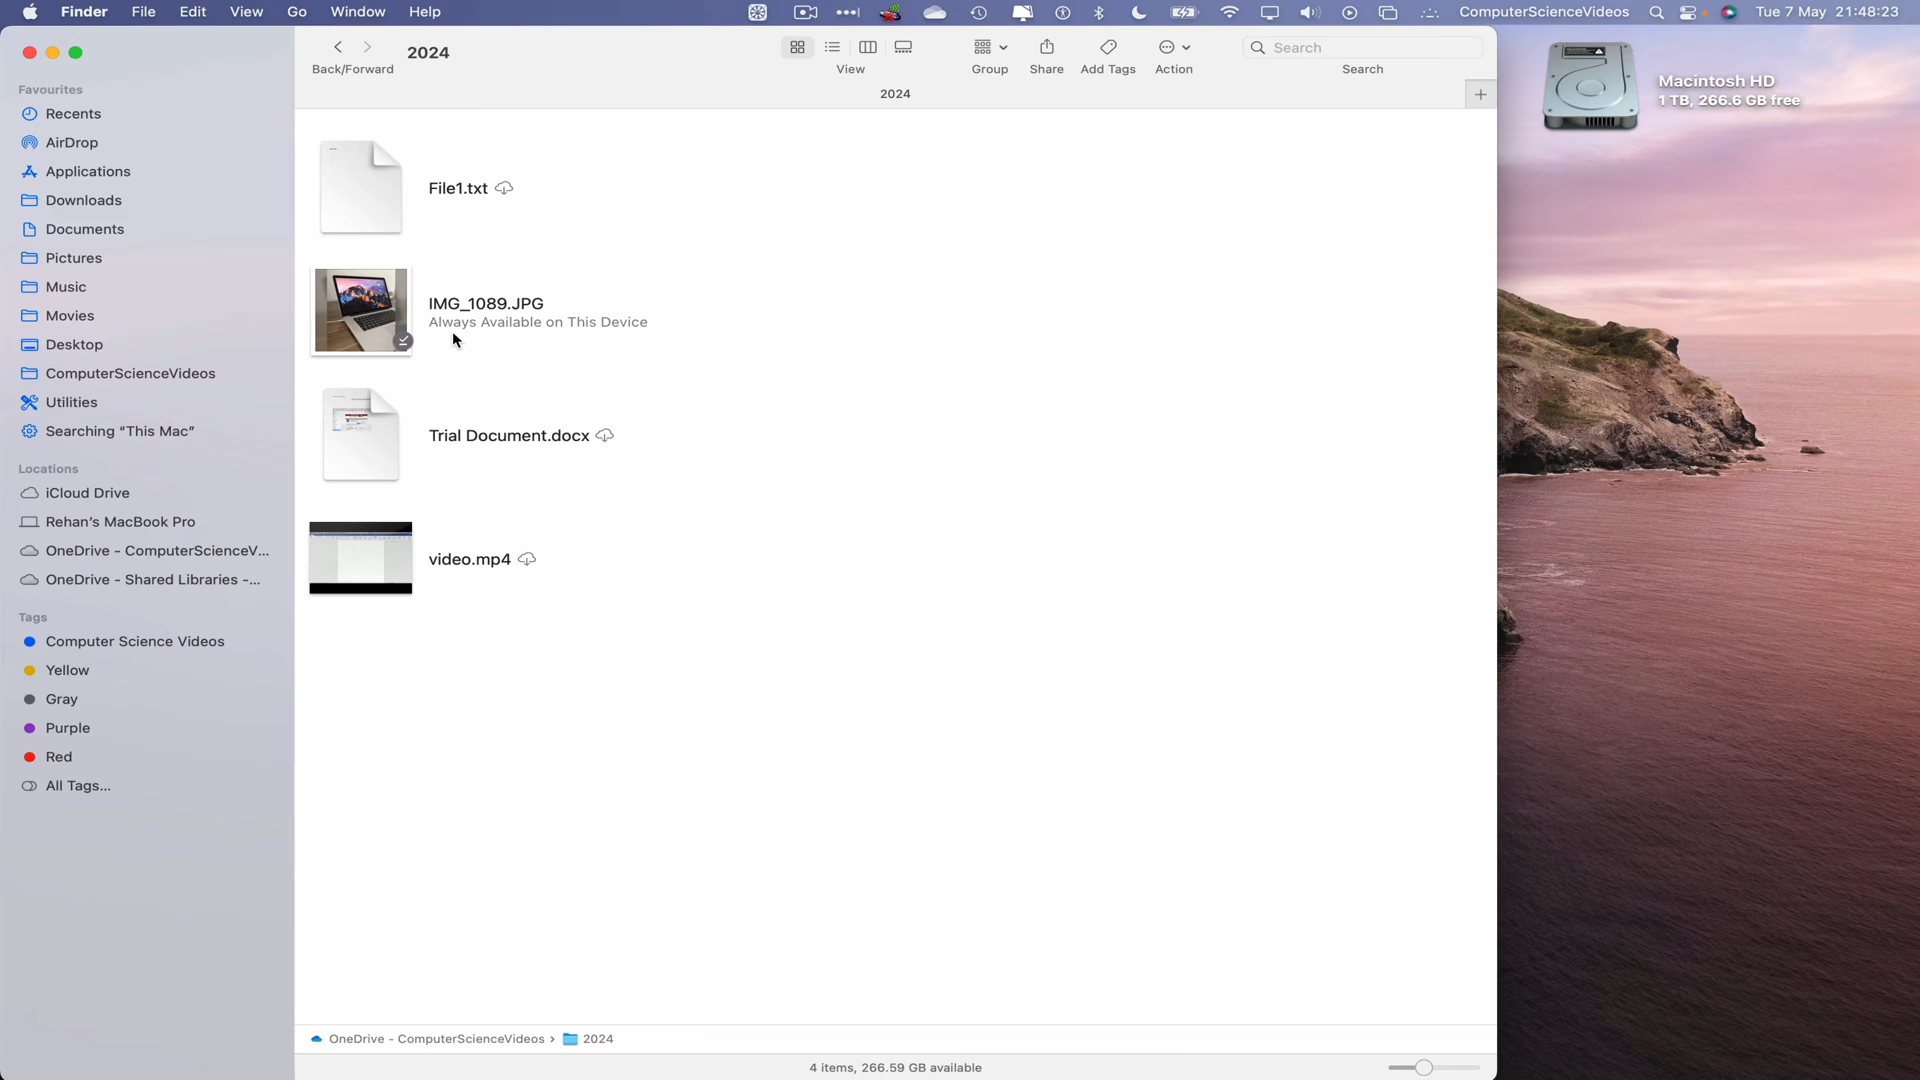 Finder File Edit View Go Window Help ComputerScienceVideos Tue 7 May 21:48:23
2024
Back/Forward View Group Share Add Tags Action Search
Search
2024
Favourites
Recents
AirDrop
Applications
Downloads
Documents
Pictures
Music
Movies
Desktop
ComputerScienceVideos
Utilities
Searching “This Mac”
Locations
iCloud Drive
Rehan’s MacBook Pro
OneDrive - ComputerScienceV...
OneDrive - Shared Libraries -...
Tags
Computer Science Videos
Yellow
Gray
Purple
Red
All Tags...
File1.txt
IMG_1089.JPG
Always Available on This Device
Trial Document.docx
video.mp4
OneDrive - ComputerScienceVideos › 2024
4 items, 266.59 GB available
Macintosh HD
1 TB, 266.6 GB free